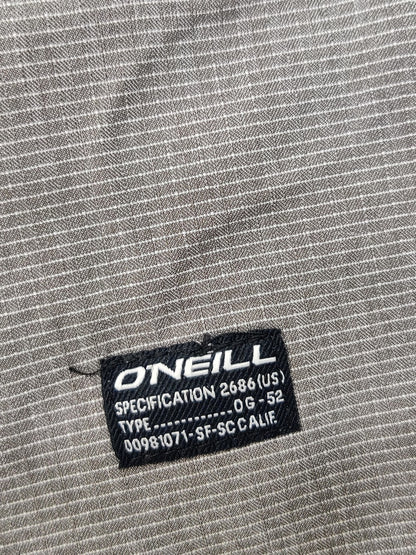 O'NEILL
SPECIFICATION 2686(US)
TYPE ------------OG-52
00981071-SF-SC CALIF.